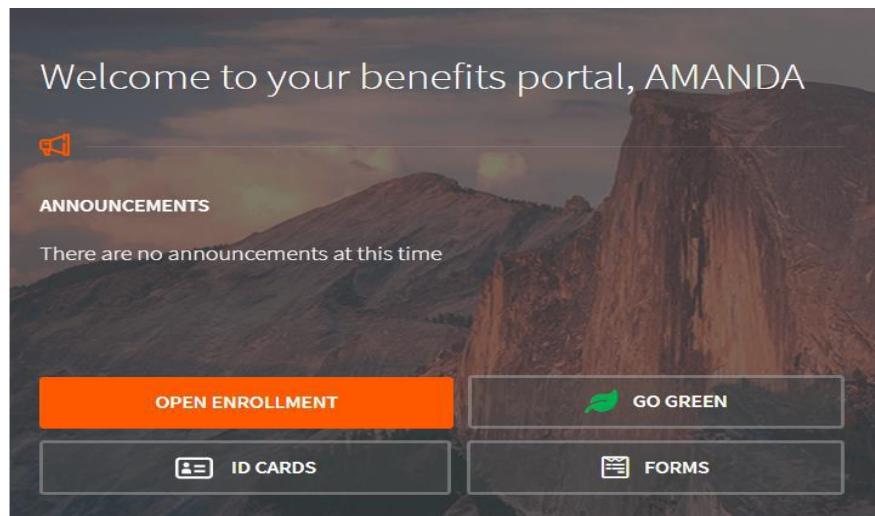 Welcome to your benefits portal, AMANDA
ANNOUNCEMENTS
There are no announcements at this time
OPEN ENROLLMENT
GO GREEN
ID CARDS
FORMS